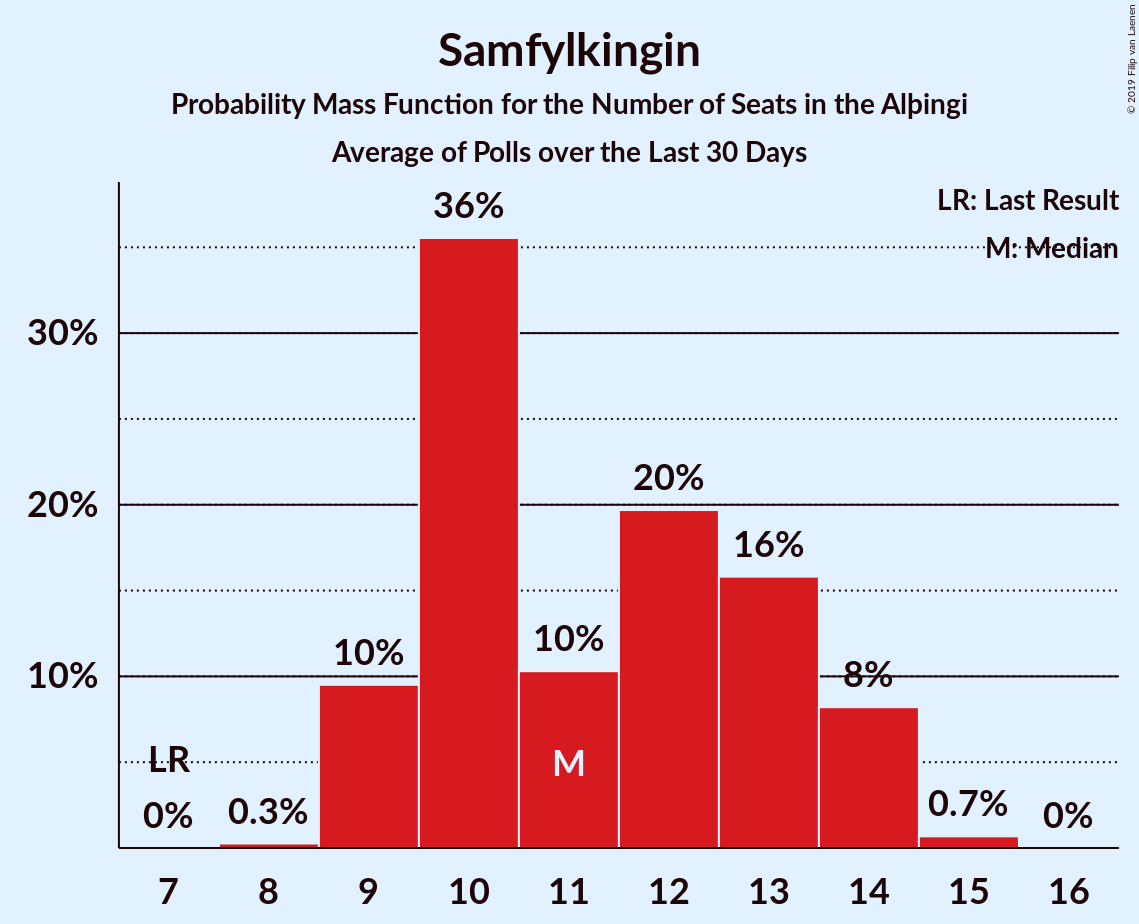 Samfylkingin
Probability Mass Function for the Number of Seats in the Alþingi
Average of Polls over the Last 30 Days
© 2019 Filip van Laenen
LR: Last Result
M: Median
36%
30%
20%
20%
16%
10%
10%
10%
8%
LR
M
0%
0.3%
0.7%
0%
7 8 9 10 11 12 13 14 15 16